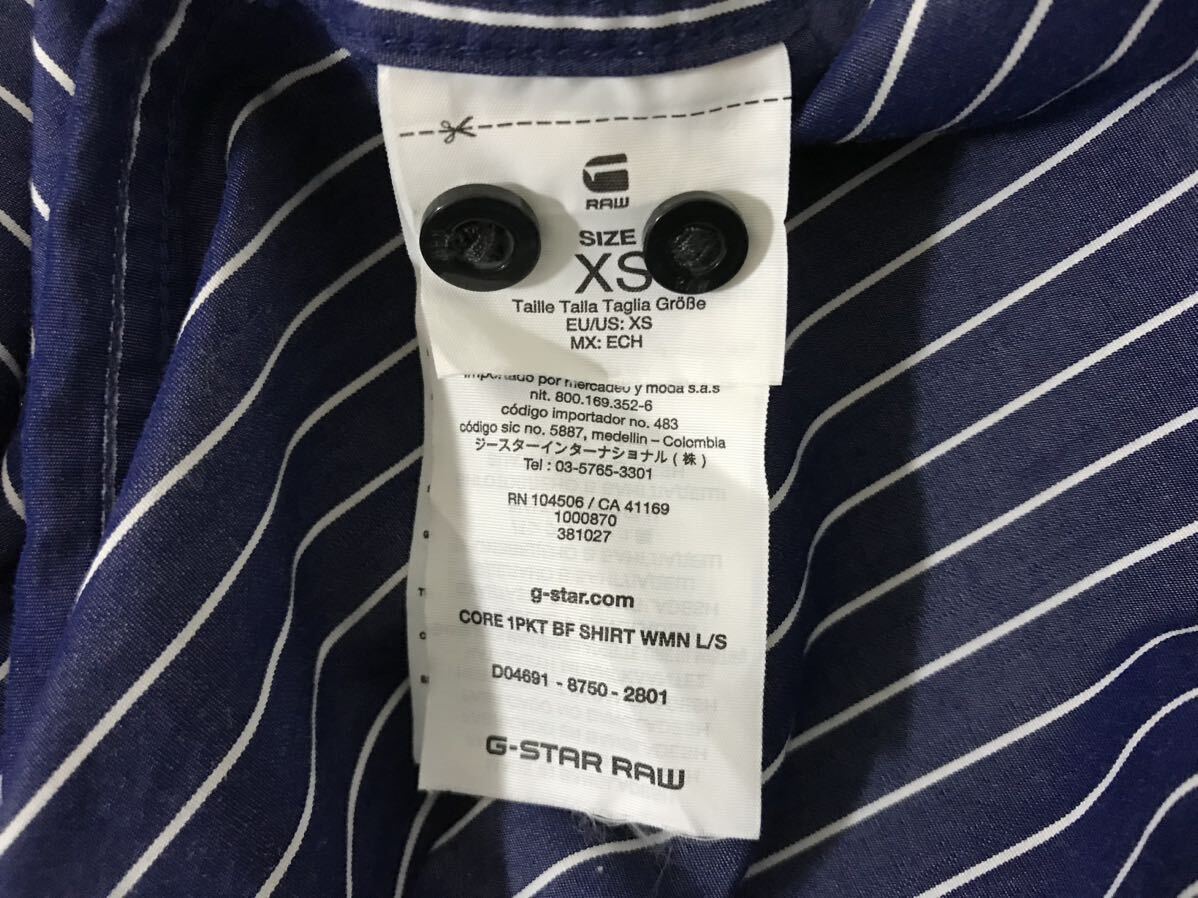 RAW
SIZE
XS
Taille Talla Taglia Größe
EU/US: XS
MX: ECH
importado por mercadeo y moda s.a.s
nit. 800.169.352-6
código importador no. 483
código sic no. 5887, medellin – Colombia
ジースターインターナショナル (株)
Tel : 03-5765-3301
RN 104506 / CA 41169
1000870
381027
g-star.com
CORE 1PKT BF SHIRT WMN L/S
D04691 - 8750 - 2801
G-STAR RAW